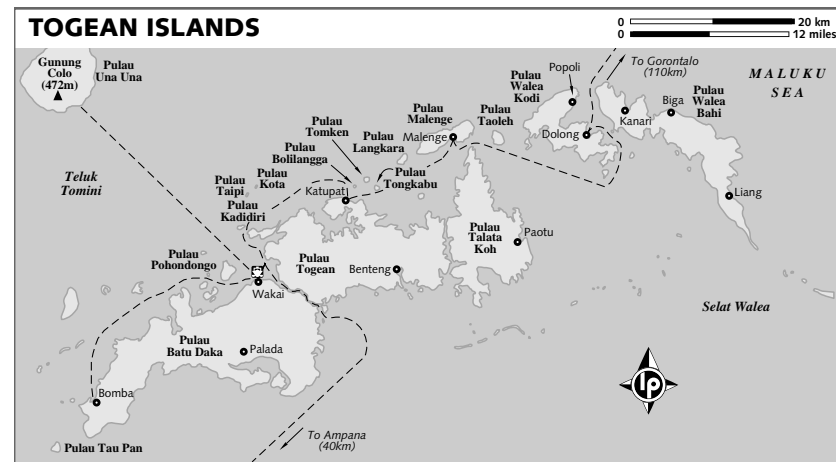 TOGEAN ISLANDS
0 20 km
0 12 miles
Gunung
Colo
(472m)
Pulau
Una Una
Teluk
Tomini
Pulau
Taipi
Pulau
Kadidiri
Pulau
Kota
Pulau
Bolilangga
Pulau
Tomken
Pulau
Langkara
Pulau
Malenge
Malenge
Pulau
Tongkabu
Katupat
Pulau
Taoleh
Pulau
Walea
Kodi
Popoli
Dolong
To Gorontalo
(110km)
Kanari
Biga
Pulau
Walea
Bahi
MALUKU
SEA
Liang
Pulau
Talata
Koh
Paotu
Pulau
Togean
Benteng
Pulau
Pohondongo
Wakai
Pulau
Batu Daka
Palada
Bomba
Pulau Tau Pan
To Ampana
(40km)
Selat Walea
lp